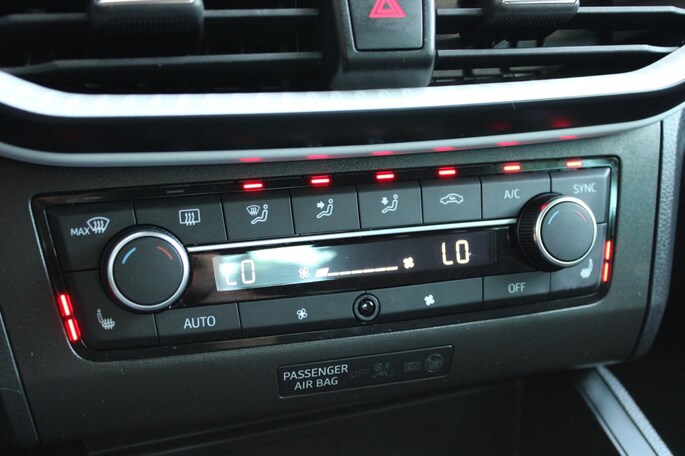 MAX
A/C
SYNC
LO
LO
AUTO
OFF
PASSENGER
AIR BAG
OFF